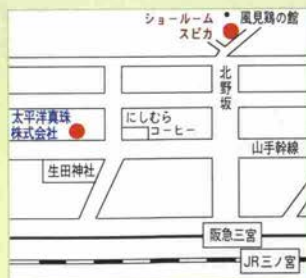 ショールーム
スピカ
風見鶏の館
北野坂
太平洋真珠
株式会社
にしむら
コーヒー
山手幹線
生田神社
阪急三宮
JR三ノ宮